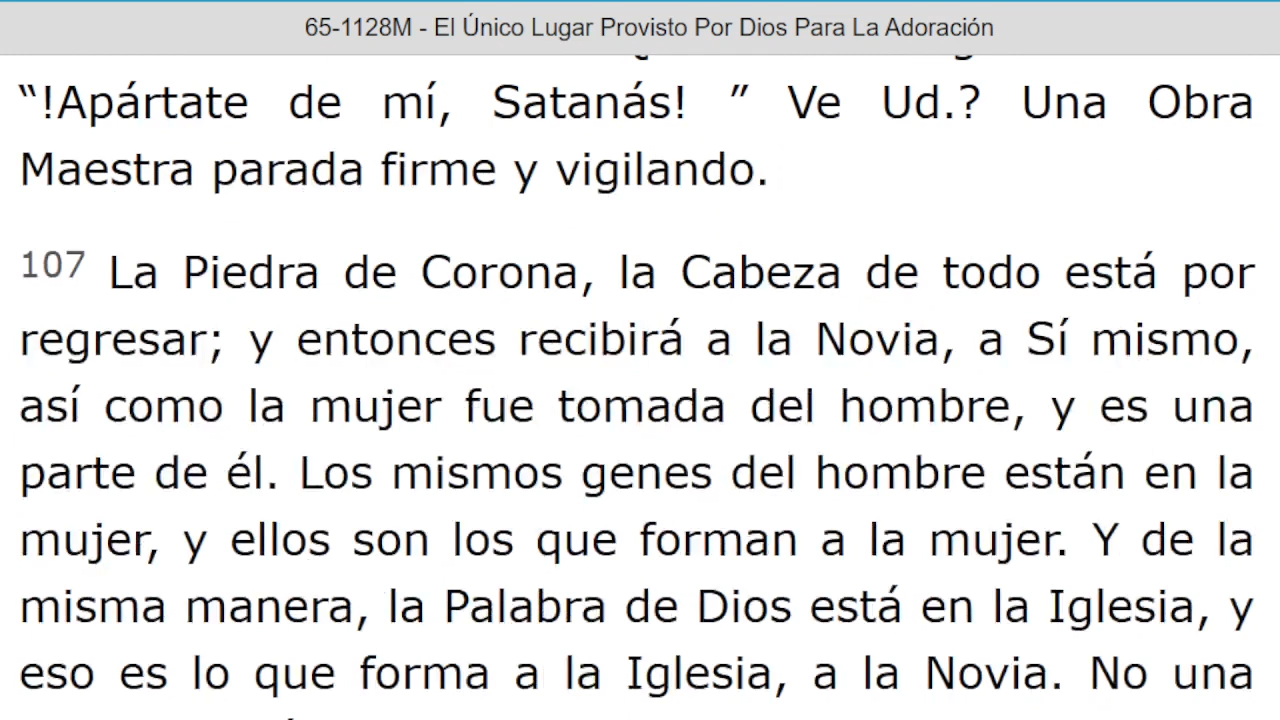 65-1128M - El Único Lugar Provisto Por Dios Para La Adoración
“!Apártate de mí, Satanás! ” Ve Ud.? Una Obra
Maestra parada firme y vigilando.
107 La Piedra de Corona, la Cabeza de todo está por
regresar; y entonces recibirá a la Novia, a Sí mismo,
así como la mujer fue tomada del hombre, y es una
parte de él. Los mismos genes del hombre están en la
mujer, y ellos son los que forman a la mujer. Y de la
misma manera, la Palabra de Dios está en la Iglesia, y
eso es lo que forma a la Iglesia, a la Novia. No una